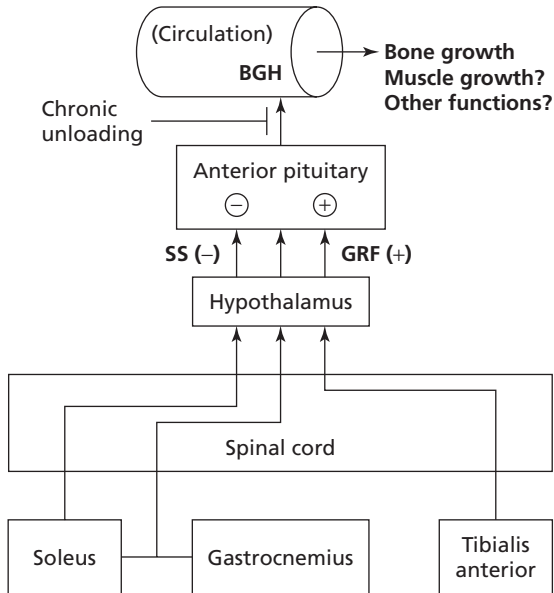 (Circulation)
BGH
Bone growth
Muscle growth?
Other functions?
Chronic
unloading
Anterior pituitary
−
+
SS (−)
GRF (+)
Hypothalamus
Spinal cord
Soleus
Gastrocnemius
Tibialis
anterior